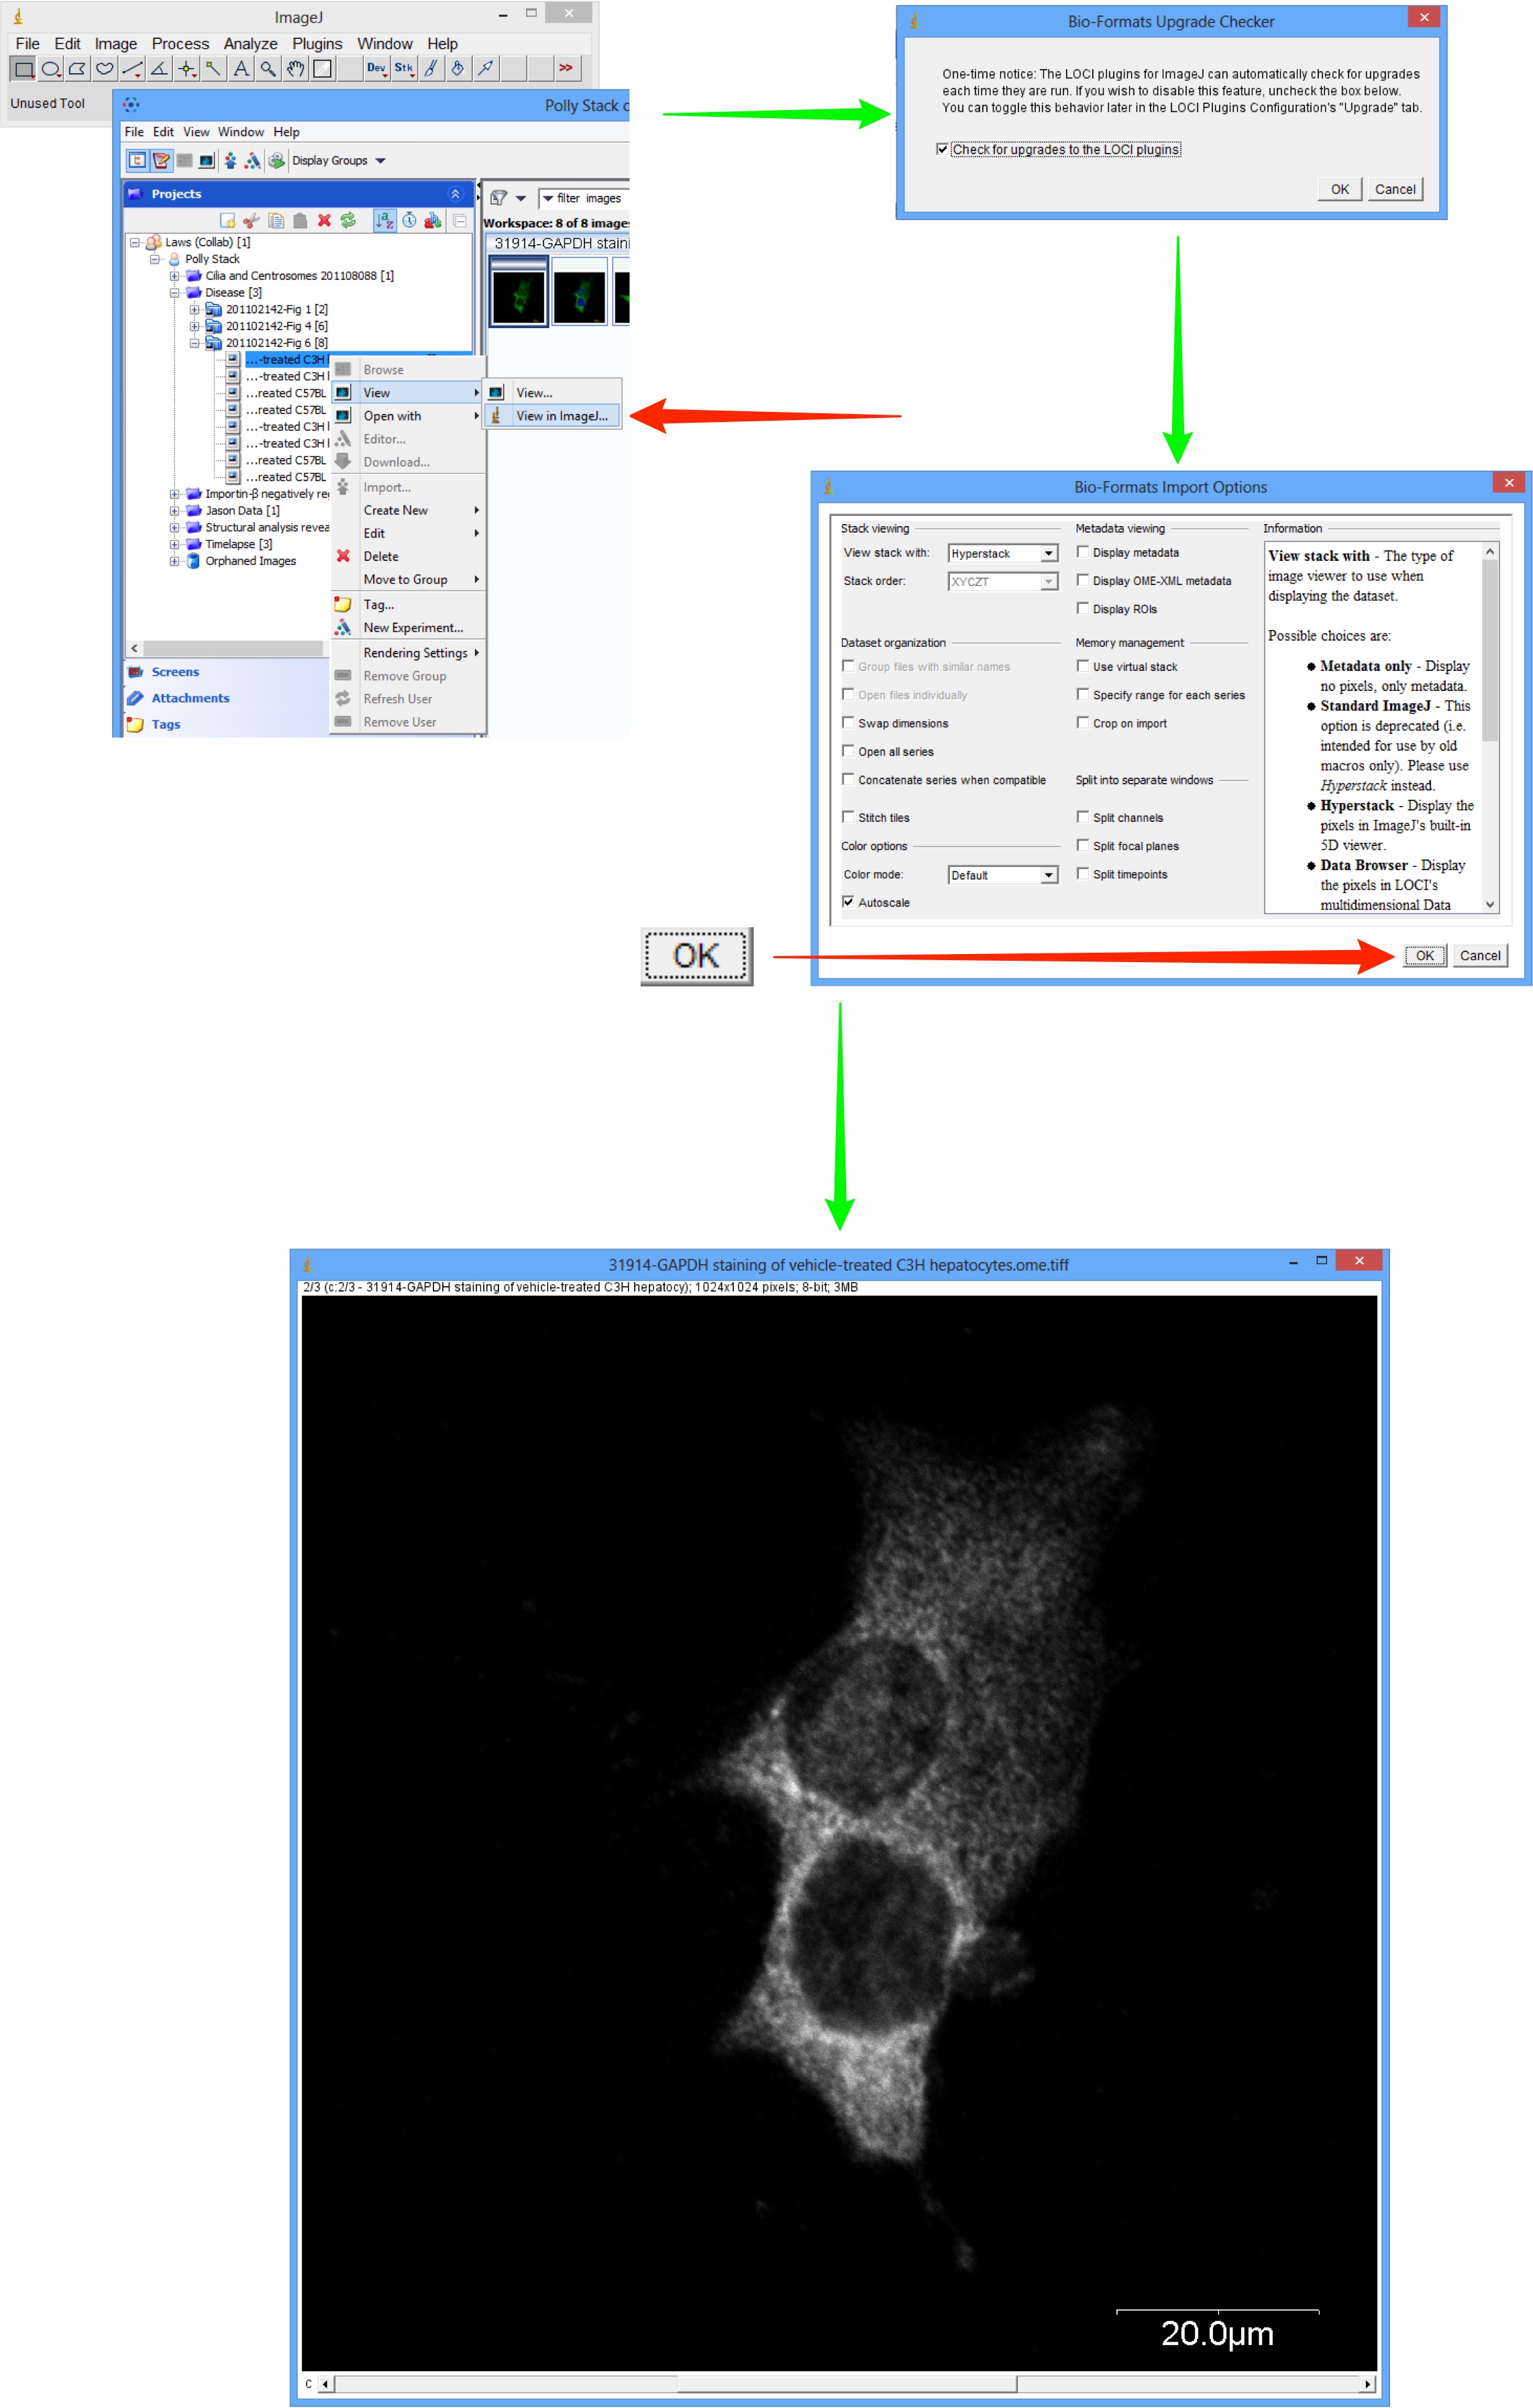 ImageJ
File Edit Image Process Analyze Plugins Window Help
Dev Stk >>
Unused Tool
Polly Stack
File Edit View Window Help
Display Groups
Projects
filter images
Workspace: 8 of 8 image
31914-GAPDH staini
Laws (Collab) [1]
Polly Stack
Cilia and Centrosomes 201108088 [1]
Disease [3]
201102142-Fig 1 [2]
201102142-Fig 4 [6]
201102142-Fig 6 [8]
...-treated C3H
...-treated C3H
...reated C57BL
...reated C57BL
...-treated C3H
...-treated C3H
...reated C57BL
...reated C57BL
Importin-β negatively re
Jason Data [1]
Structural analysis revea
Timelapse [3]
Orphaned Images
Screens
Attachments
Tags
Browse
View
Open with
Editor...
Download...
Import...
Create New
Edit
Delete
Move to Group
Tag...
New Experiment...
Rendering Settings
Remove Group
Refresh User
Remove User
View...
View in ImageJ...
Bio-Formats Upgrade Checker
One-time notice: The LOCI plugins for ImageJ can automatically check for upgrades
each time they are run. If you wish to disable this feature, uncheck the box below.
You can toggle this behavior later in the LOCI Plugins Configuration's "Upgrade" tab.
Check for upgrades to the LOCI plugins
OK Cancel
Bio-Formats Import Options
Stack viewing
View stack with: Hyperstack
Stack order: XYCZT
Dataset organization
Group files with similar names
Open files individually
Swap dimensions
Open all series
Concatenate series when compatible
Stitch tiles
Color options
Color mode: Default
Autoscale
Metadata viewing
Display metadata
Display OME-XML metadata
Display ROIs
Memory management
Use virtual stack
Specify range for each series
Crop on import
Split into separate windows
Split channels
Split focal planes
Split timepoints
Information
View stack with - The type of
image viewer to use when
displaying the dataset.
Possible choices are:
Metadata only - Display
no pixels, only metadata.
Standard ImageJ - This
option is deprecated (i.e.
intended for use by old
macros only). Please use
Hyperstack instead.
Hyperstack - Display the
pixels in ImageJ's built-in
5D viewer.
Data Browser - Display
the pixels in LOCI's
multidimensional Data
OK
OK Cancel
31914-GAPDH staining of vehicle-treated C3H hepatocytes.ome.tiff
2/3 (c:2/3 - 31914-GAPDH staining of vehicle-treated C3H hepatocy); 1024x1024 pixels; 8-bit; 3MB
20.0µm
C